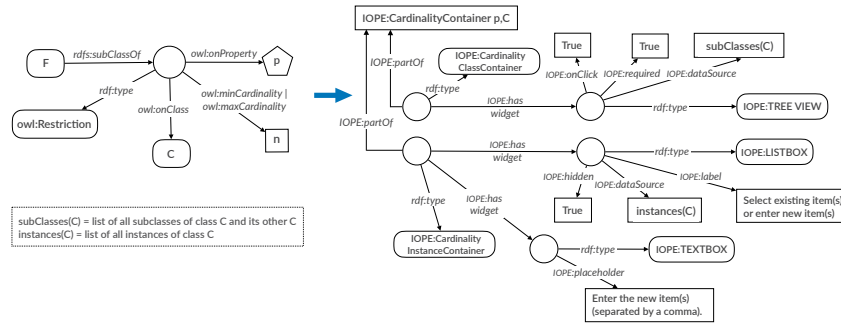 F
rdfs:subClassOf
owl:onProperty
p
rdf:type
owl:onClass
owl:minCardinality |
owl:maxCardinality
owl:Restriction
C
n
subClasses(C) = list of all subclasses of class C and its other C
instances(C) = list of all instances of class C
IOPE:CardinalityContainer p,C
IOPE:partOf
IOPE:partOf
IOPE:Cardinality
ClassContainer
rdf:type
True
True
subClasses(C)
IOPE:onClick
IOPE:required
IOPE:dataSource
IOPE:has
widget
rdf:type
IOPE:TREE VIEW
IOPE:has
widget
rdf:type
IOPE:LISTBOX
IOPE:hidden
IOPE:dataSource
IOPE:label
True
instances(C)
Select existing item(s)
or enter new item(s)
rdf:type
IOPE:has
widget
IOPE:Cardinality
InstanceContainer
rdf:type
IOPE:TEXTBOX
IOPE:placeholder
Enter the new item(s)
(separated by a comma).